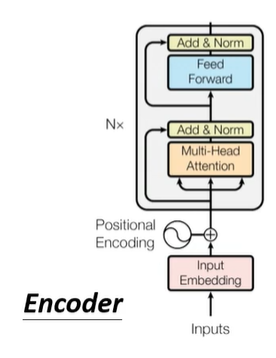 Add & Norm
Feed
Forward
N×
Add & Norm
Multi-Head
Attention
Positional
Encoding
Input
Embedding
Encoder
Inputs